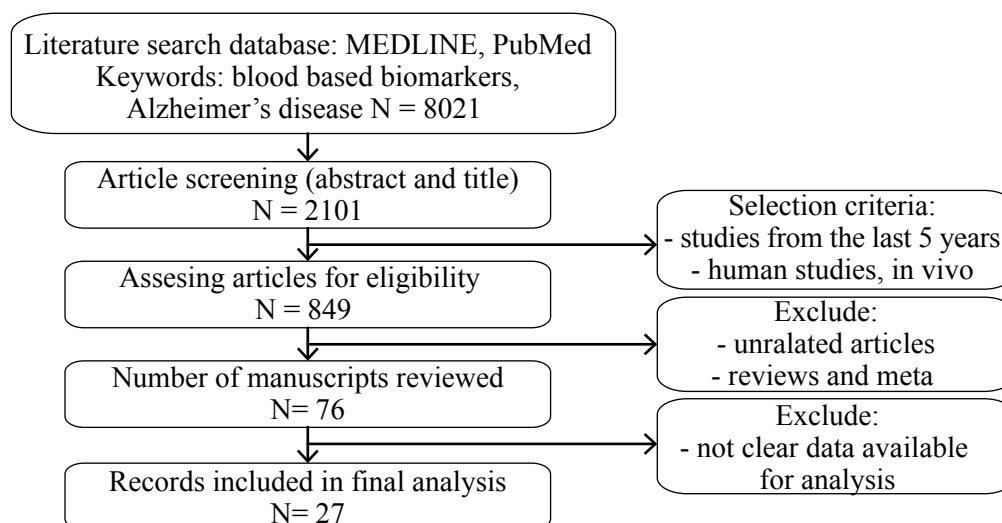 Literature search database: MEDLINE, PubMed
Keywords: blood based biomarkers,
Alzheimer’s disease N = 8021
Article screening (abstract and title)
N = 2101
Selection criteria:
- studies from the last 5 years
- human studies, in vivo
Assesing articles for eligibility
N = 849
Exclude:
- unralated articles
- reviews and meta
Number of manuscripts reviewed
N= 76
Exclude:
- not clear data available
for analysis
Records included in final analysis
N= 27